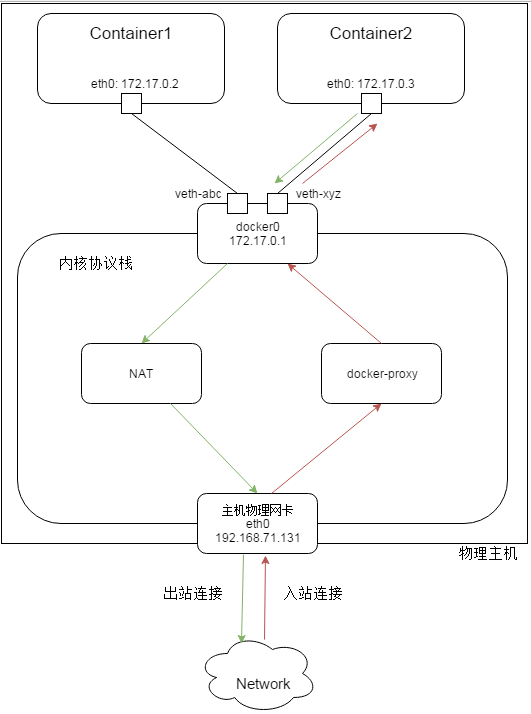 Container1
Container2
eth0: 172.17.0.2
eth0: 172.17.0.3
veth-abc
veth-xyz
docker0
172.17.0.1
内核协议栈
NAT
docker-proxy
主机物理网卡
eth0
192.168.71.131
物理主机
出站连接
入站连接
Network